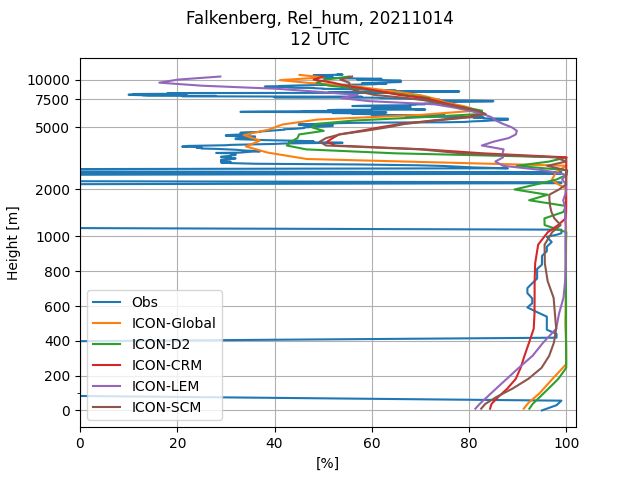 Falkenberg, Rel_hum, 20211014
12 UTC
10000
7500
5000
2000
1000
800
600
400
200
0
Height [m]
Obs
ICON-Global
ICON-D2
ICON-CRM
ICON-LEM
ICON-SCM
0 20 40 60 80 100
[%]